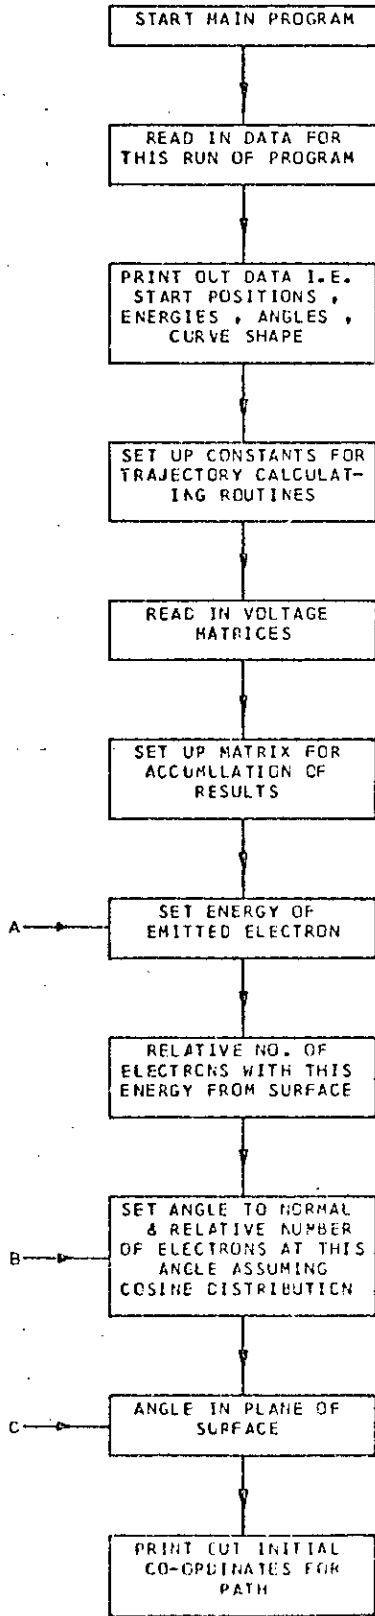 START MAIN PROGRAM
READ IN DATA FOR
THIS RUN OF PROGRAM
PRINT OUT DATA I.E.
START POSITIONS ,
ENERGIES , ANGLES ,
CURVE SHAPE
SET UP CONSTANTS FOR
TRAJECTORY CALCULAT-
ING ROUTINES
READ IN VOLTAGE
MATRICES
SET UP MATRIX FOR
ACCUMULATION OF
RESULTS
A
SET ENERGY OF
EMITTED ELECTRON
RELATIVE NO. OF
ELECTRONS WITH THIS
ENERGY FROM SURFACE
SET ANGLE TO NORMAL
& RELATIVE NUMBER
OF ELECTRONS AT THIS
B
ANGLE ASSUMING
COSINE DISTRIBUTION
ANGLE IN PLANE OF
C
SURFACE
PRINT OUT INITIAL
CO-ORDINATES FOR
PATH